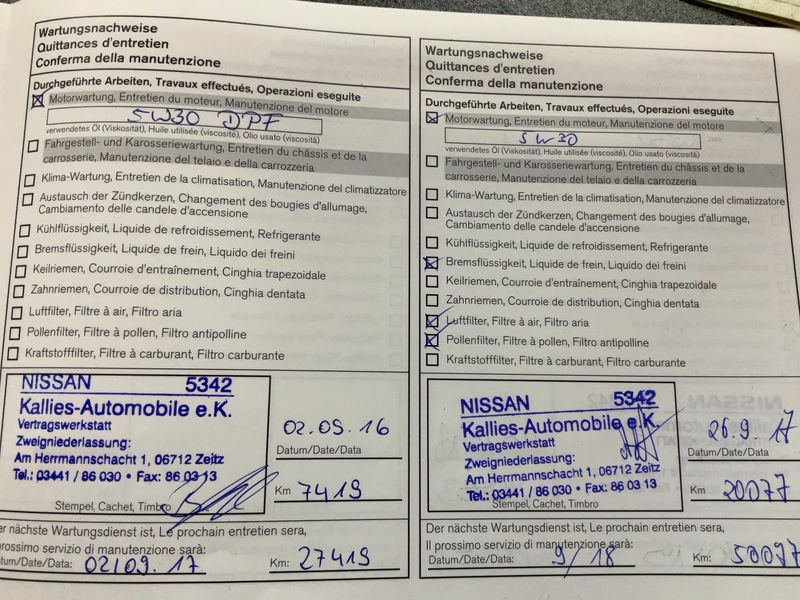 Wartungsnachweise
Quittances d'entretien
Conferma della manutenzione
Durchgeführte Arbeiten, Travaux effectués, Operazioni eseguite
Motorwartung, Entretien du moteur, Manutenzione del motore
5W30 DPF
verwendetes Öl (Viskosität), Huile utilisée (viscosité), Olio usato (viscosità)
Fahrgestell- und Karosseriewartung, Entretien du châssis et de la
carrosserie, Manutenzione del telaio e della carrozzeria
Klima-Wartung, Entretien de la climatisation, Manutenzione del climatizzatore
Austausch der Zündkerzen, Changement des bougies d'allumage,
Cambiamento delle candele d'accensione
Kühlflüssigkeit, Liquide de refroidissement, Refrigerante
Bremsflüssigkeit, Liquide de frein, Liquido dei freini
Keilriemen, Courroie d'entraînement, Cinghia trapezoidale
Zahnriemen, Courroie de distribution, Cinghia dentata
Luftfilter, Filtre à air, Filtro aria
Pollenfilter, Filtre à pollen, Filtro antipolline
Kraftstofffilter, Filtre à carburant, Filtro carburante
NISSAN 5342
Kallies-Automobile e.K.
Vertragswerkstatt
Zweigniederlassung:
Am Herrmannschacht 1, 06712 Zeitz
Tel.: 03441 / 86 030 • Fax: 86 03 13
Stempel, Cachet, Timbro
02.09.16
Datum/Date/Data
Km 7419
er nächste Wartungsdienst ist, Le prochain entretien sera,
prossimo servizio di manutenzione sarà:
Datum/Date/Data: 02/09.17 Km: 27419
Wartungsnachweise
Quittances d'entretien
Conferma della manutenzione
Durchgeführte Arbeiten, Travaux effectués, Operazioni eseguite
Motorwartung, Entretien du moteur, Manutenzione del motore
5W30
verwendetes Öl (Viskosität), Huile utilisée (viscosité), Olio usato (viscosità)
Fahrgestell- und Karosseriewartung, Entretien du châssis et de la
carrosserie, Manutenzione del telaio e della carrozzeria
Klima-Wartung, Entretien de la climatisation, Manutenzione del climatizzatore
Austausch der Zündkerzen, Changement des bougies d'allumage,
Cambiamento delle candele d'accensione
Kühlflüssigkeit, Liquide de refroidissement, Refrigerante
Bremsflüssigkeit, Liquide de frein, Liquido dei freini
Keilriemen, Courroie d'entraînement, Cinghia trapezoidale
Zahnriemen, Courroie de distribution, Cinghia dentata
Luftfilter, Filtre à air, Filtro aria
Pollenfilter, Filtre à pollen, Filtro antipolline
Kraftstofffilter, Filtre à carburant, Filtro carburante
NISSAN 5342
Kallies-Automobile e.K.
Vertragswerkstatt
Zweigniederlassung:
Am Herrmannschacht 1, 06712 Zeitz
Tel.: 03441 / 86 030 • Fax: 86 03 13
Stempel, Cachet, Timbro
26.9.17
Datum/Date/Data
Km 20077
Der nächste Wartungsdienst ist, Le prochain entretien sera,
Il prossimo servizio di manutenzione sarà:
Datum/Date/Data: 9/18 Km: 50077